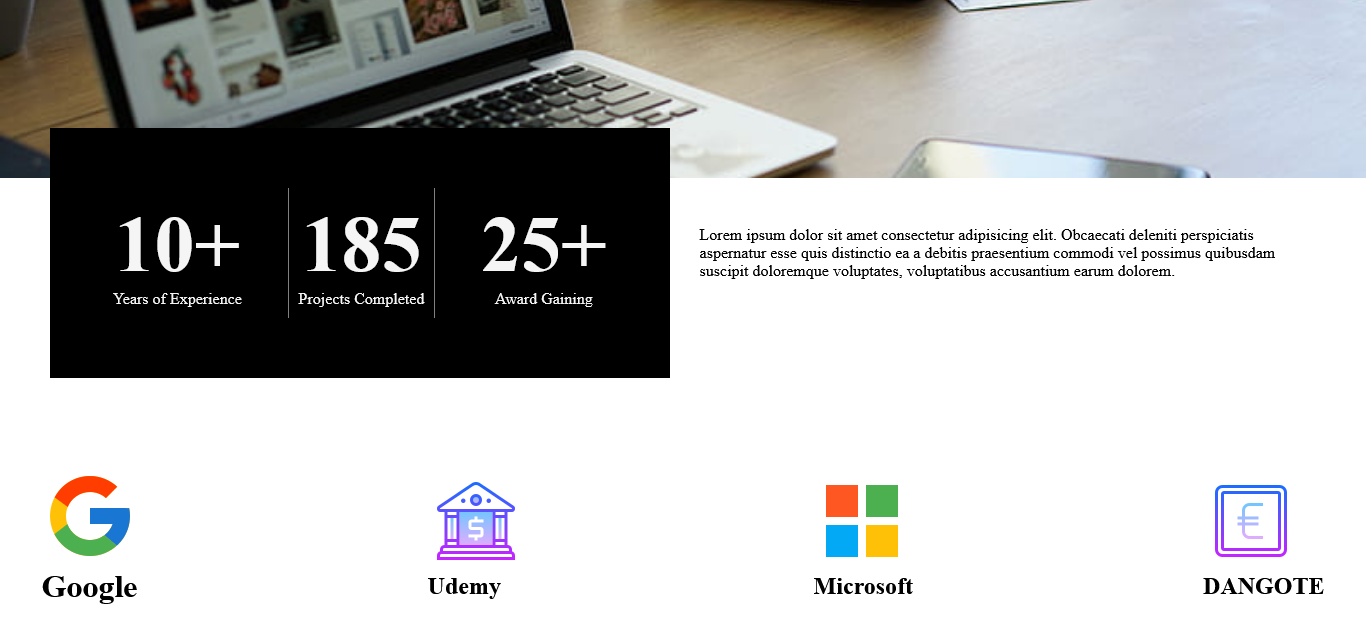 10+ 185 25+
Years of Experience Projects Completed Award Gaining
Lorem ipsum dolor sit amet consectetur adipisicing elit. Obcaecati deleniti perspiciatis
aspernatur esse quis distinctio ea a debitis praesentium commodi vel possimus quibusdam
suscipit doloremque voluptates, voluptatibus accusantium earum dolorem.
Google Udemy Microsoft DANGOTE